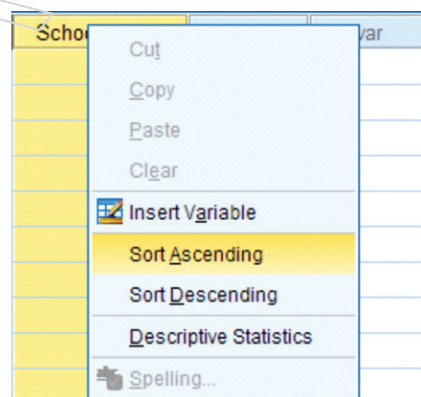 Schoo
var
Cut
Copy
Paste
Clear
Insert Variable
Sort Ascending
Sort Descending
Descriptive Statistics
Spelling...